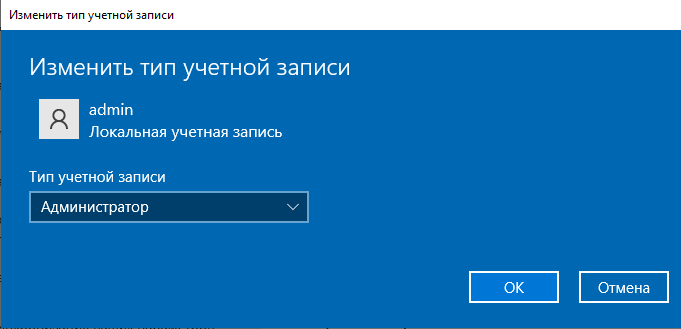 Изменить тип учетной записи
Изменить тип учетной записи
admin
Локальная учетная запись
Тип учетной записи
Администратор
OK
Отмена